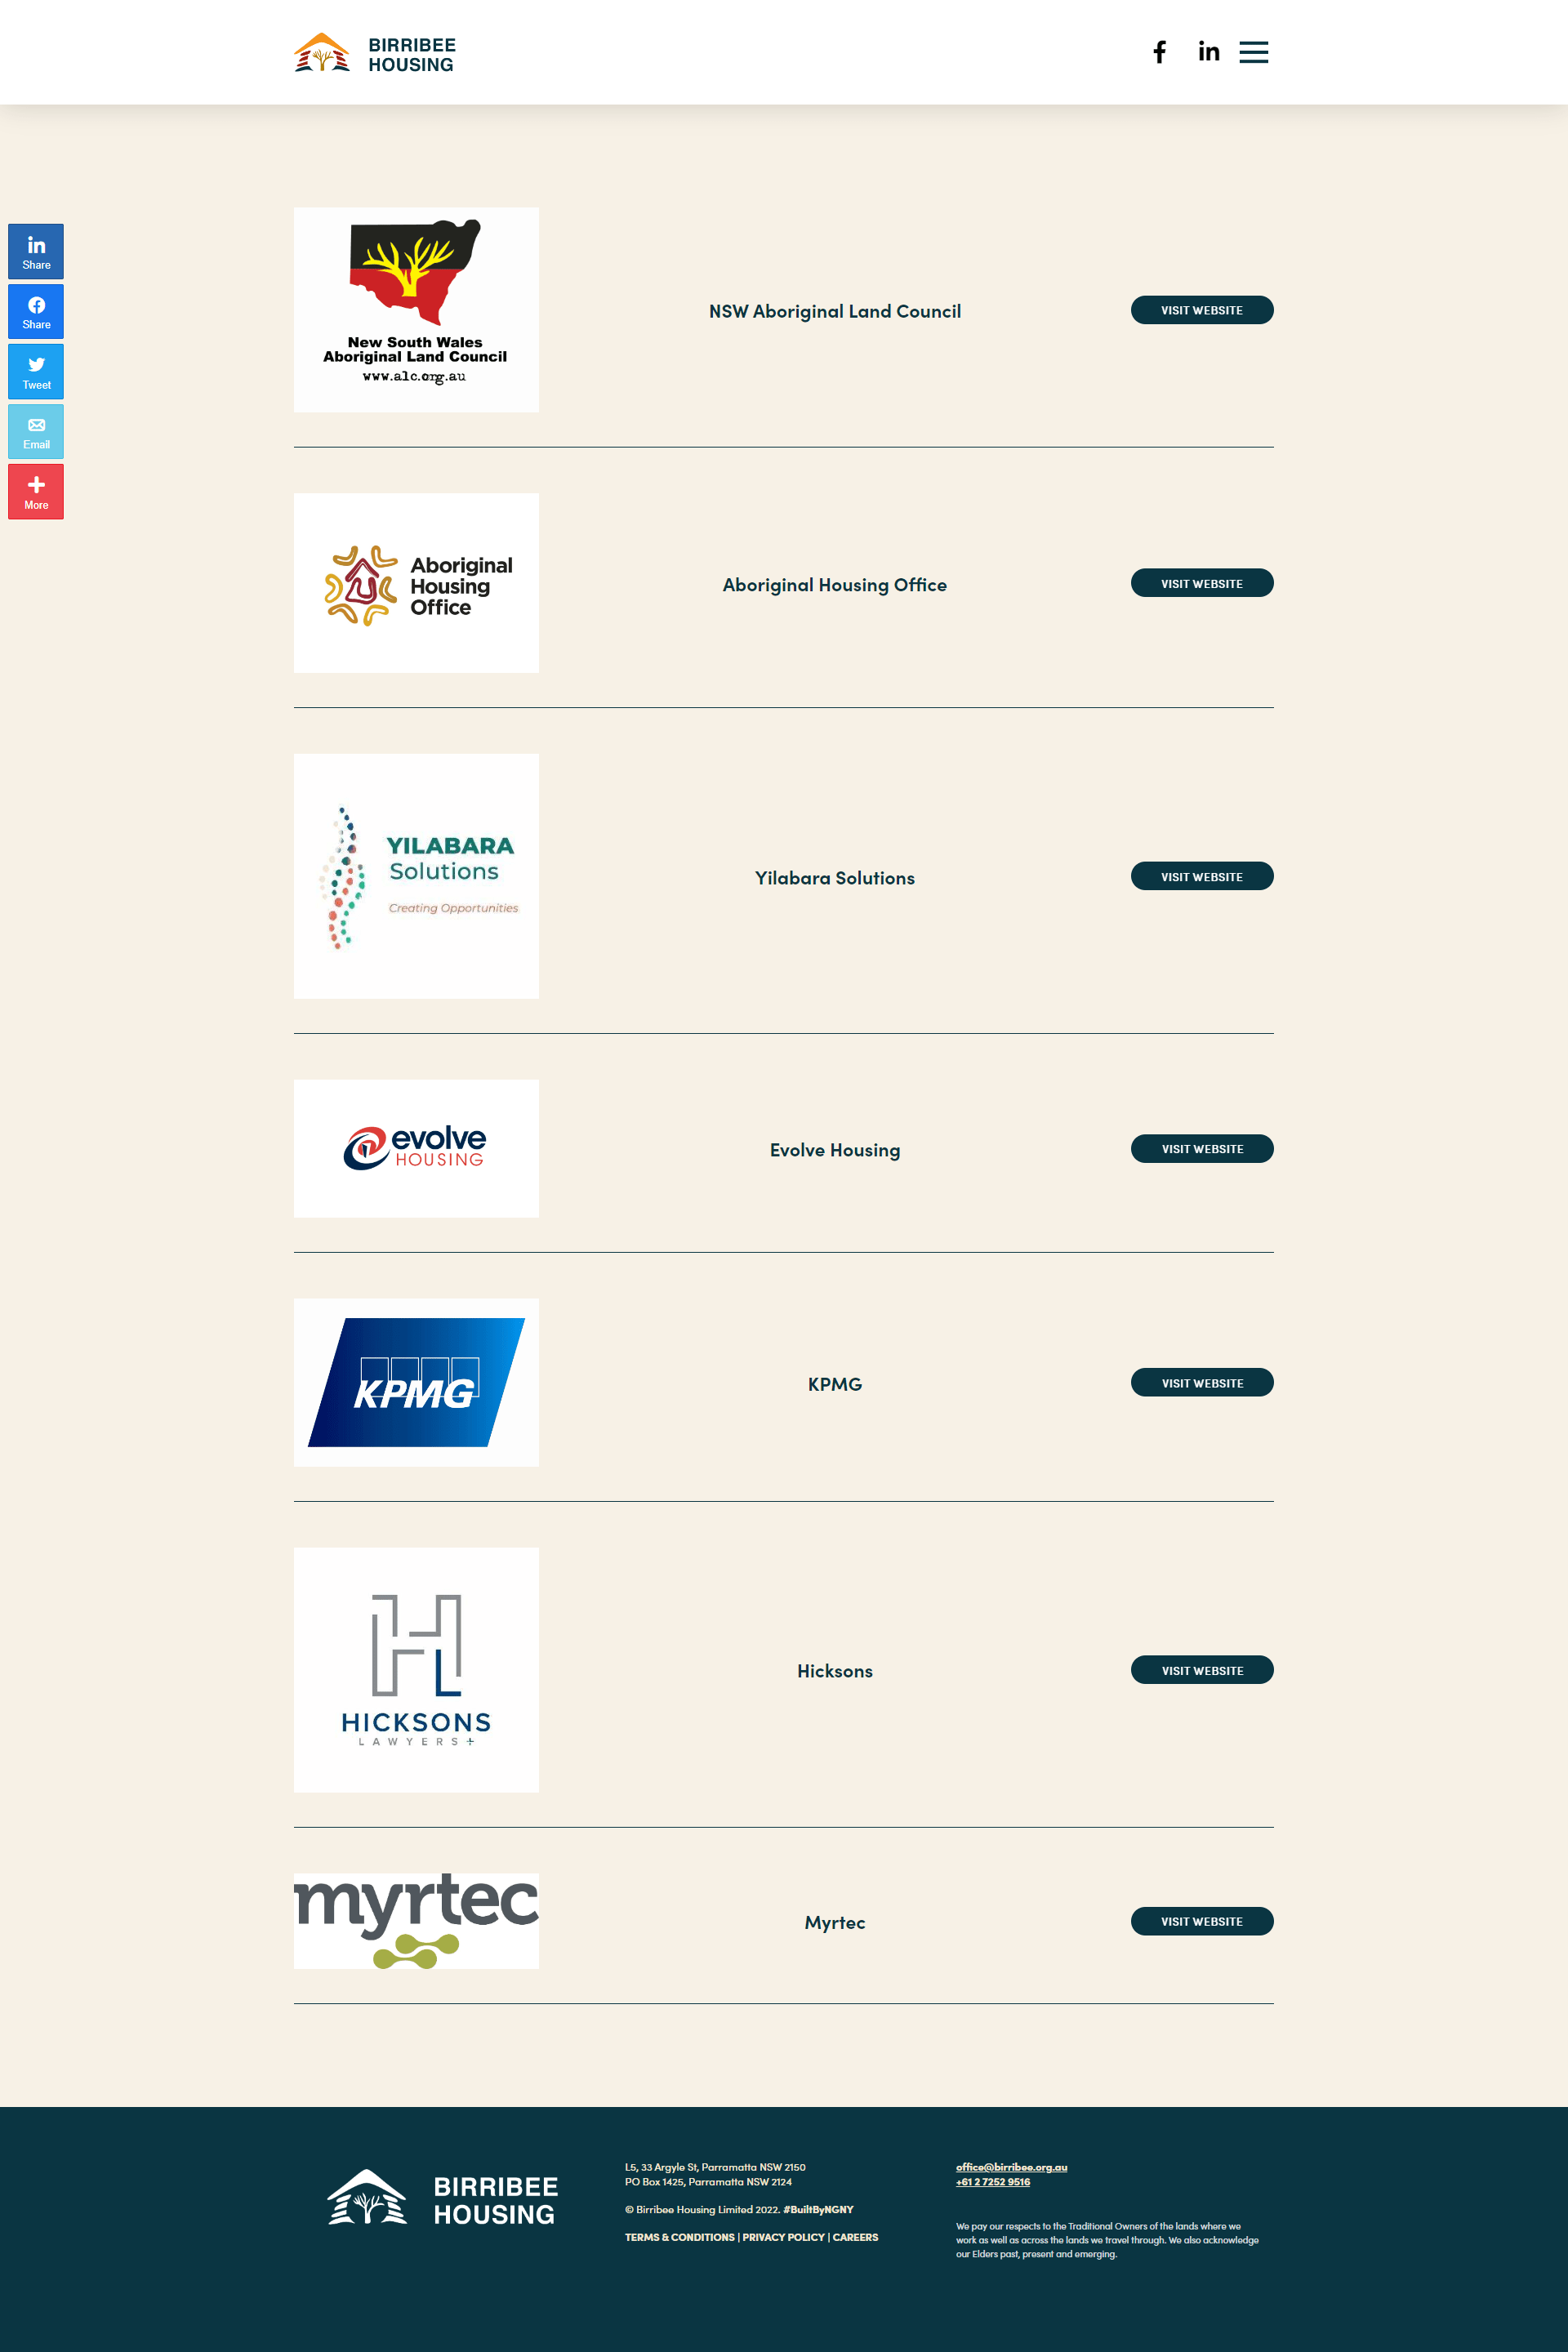 BIRRIBEE
HOUSING
Share
Share
Tweet
Email
More
New South Wales
Aboriginal Land Council
www.alc.org.au
NSW Aboriginal Land Council
VISIT WEBSITE
Aboriginal
Housing
Office
Aboriginal Housing Office
VISIT WEBSITE
YILABARA
Solutions
Creating Opportunities
Yilabara Solutions
VISIT WEBSITE
evolve
HOUSING
Evolve Housing
VISIT WEBSITE
KPMG
KPMG
VISIT WEBSITE
HICKSONS
LAWYERS+
Hicksons
VISIT WEBSITE
myrtec
Myrtec
VISIT WEBSITE
BIRRIBEE
HOUSING
L5, 33 Argyle St, Parramatta NSW 2150
PO Box 1425, Parramatta NSW 2124
© Birribee Housing Limited 2022. #BuiltByNGNY
TERMS & CONDITIONS | PRIVACY POLICY | CAREERS
office@birribee.org.au
+61 2 7252 9516
We pay our respects to the Traditional Owners of the lands where we
work as well as across the lands we travel through. We also acknowledge
our Elders past, present and emerging.